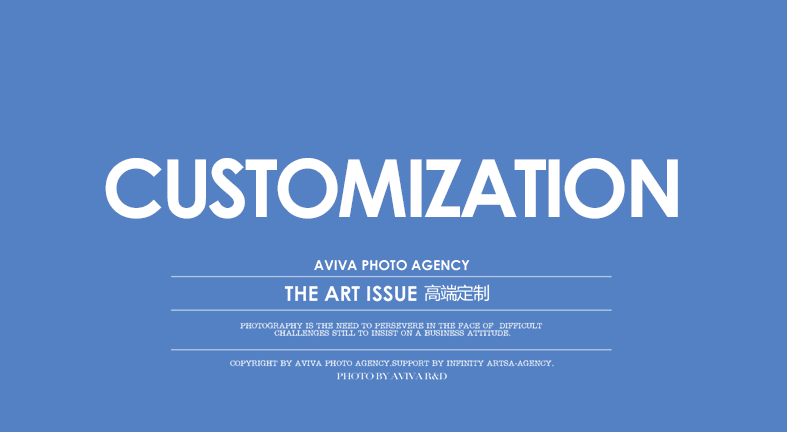 CUSTOMIZATION
AVIVA PHOTO AGENCY
THE ART ISSUE 高端定制
PHOTOGRAPHY IS THE NEED TO PERSEVERE IN THE FACE OF DIFFICULT
CHALLENGES STILL TO INSIST ON A BUSINESS ATTITUDE.
COPYRIGHT BY AVIVA PHOTO AGENCY.SUPPORT BY INFINITY ARTSA-AGENCY.
PHOTO BY AVIVA R&D